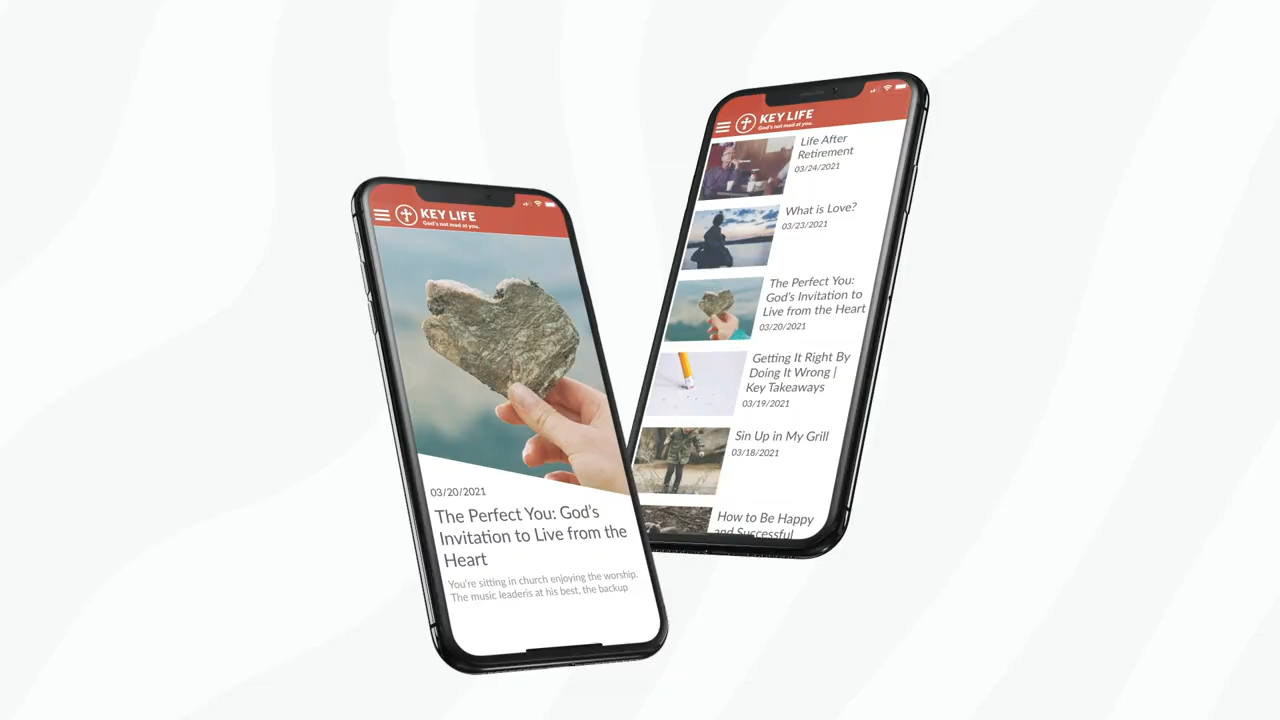 KEY LIFE
God's not mad at you.
03/20/2021
The Perfect You: God's
Invitation to Live from the
Heart
You're sitting in church enjoying the worship.
The music leaderis at his best, the backup
KEY LIFE
God's not mad at you.
Life After
Retirement
03/24/2021
What is Love?
03/23/2021
The Perfect You:
God's Invitation to
Live from the Heart
03/20/2021
Getting It Right By
Doing It Wrong |
Key Takeaways
03/19/2021
Sin Up in My Grill
03/18/2021
How to Be Happy
and Successful